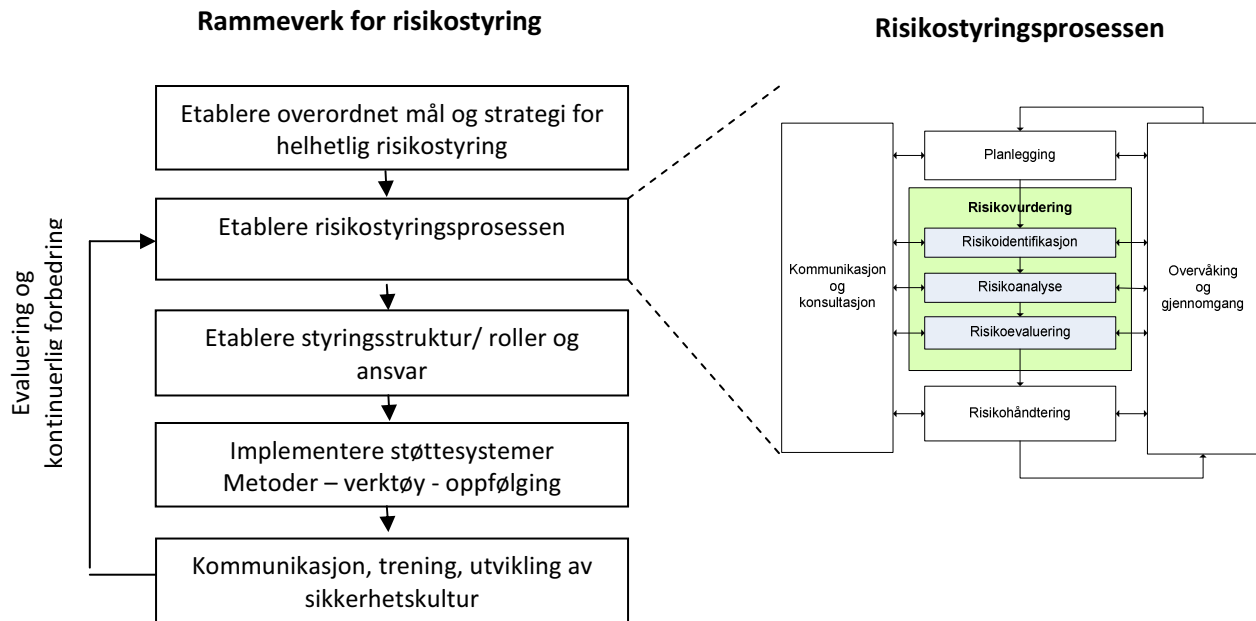 Rammeverk for risikostyring
Etablere overordnet mål og strategi for
helhetlig risikostyring
Etablere risikostyringsprosessen
Etablere styringsstruktur/ roller og
ansvar
Implementere støttesystemer
Metoder – verktøy - oppfølging
Kommunikasjon, trening, utvikling av
sikkerhetskultur
Evaluering og
kontinuerlig forbedring
Risikostyringsprosessen
Kommunikasjon
og
konsultasjon
Planlegging
Risikovurdering
Risikoidentifikasjon
Risikoanalyse
Risikoevaluering
Risikohåndtering
Overvåking
og
gjennomgang